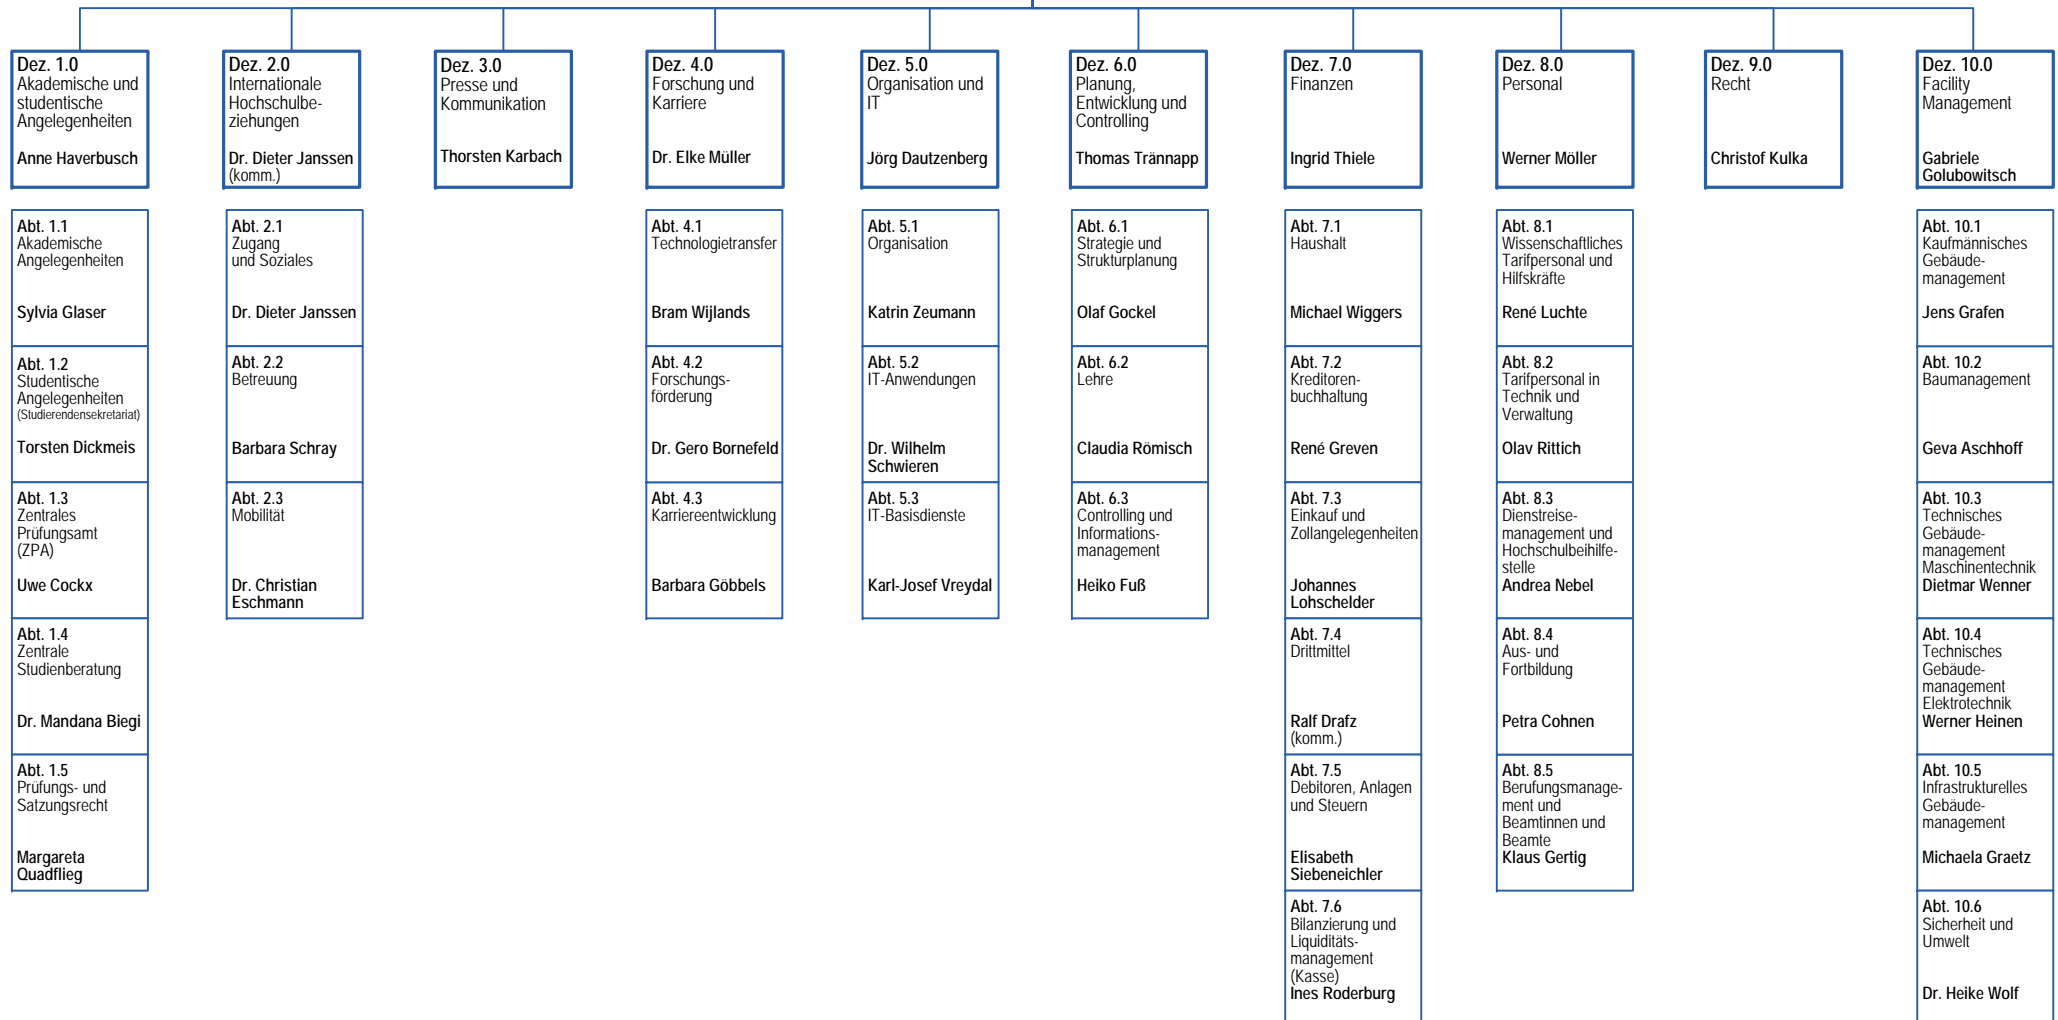 Dez. 1.0
Akademische und
studentische
Angelegenheiten
Anne Haverbusch
Dez. 2.0
Internationale
Hochschulbe-
ziehungen
Dr. Dieter Janssen
(komm.)
Dez. 3.0
Presse und
Kommunikation
Thorsten Karbach
Dez. 4.0
Forschung und
Karriere
Dr. Elke Müller
Dez. 5.0
Organisation und
IT
Jörg Dautzenberg
Dez. 6.0
Planung,
Entwicklung und
Controlling
Thomas Trännapp
Dez. 7.0
Finanzen
Ingrid Thiele
Dez. 8.0
Personal
Werner Möller
Dez. 9.0
Recht
Christof Kulka
Dez. 10.0
Facility
Management
Gabriele
Golubowitsch
Abt. 1.1
Akademische
Angelegenheiten
Sylvia Glaser
Abt. 1.2
Studentische
Angelegenheiten
(Studierendensekretariat)
Torsten Dickmeis
Abt. 1.3
Zentrales
Prüfungsamt
(ZPA)
Uwe Cockx
Abt. 1.4
Zentrale
Studienberatung
Dr. Mandana Biegi
Abt. 1.5
Prüfungs- und
Satzungsrecht
Margareta
Quadflieg
Abt. 2.1
Zugang
und Soziales
Dr. Dieter Janssen
Abt. 2.2
Betreuung
Barbara Schray
Abt. 2.3
Mobilität
Dr. Christian
Eschmann
Abt. 4.1
Technologietransfer
Bram Wijlands
Abt. 4.2
Forschungs-
förderung
Dr. Gero Bornefeld
Abt. 4.3
Karriereentwicklung
Barbara Göbbels
Abt. 5.1
Organisation
Katrin Zeumann
Abt. 5.2
IT-Anwendungen
Dr. Wilhelm
Schwieren
Abt. 5.3
IT-Basisdienste
Karl-Josef Vreydal
Abt. 6.1
Strategie und
Strukturplanung
Olaf Gockel
Abt. 6.2
Lehre
Claudia Römisch
Abt. 6.3
Controlling und
Informations-
management
Heiko Fuß
Abt. 7.1
Haushalt
Michael Wiggers
Abt. 7.2
Kreditoren-
buchhaltung
René Greven
Abt. 7.3
Einkauf und
Zollangelegenheiten
Johannes
Lohschelder
Abt. 7.4
Drittmittel
Ralf Drafz
(komm.)
Abt. 7.5
Debitoren, Anlagen
und Steuern
Elisabeth
Siebeneichler
Abt. 7.6
Bilanzierung und
Liquiditäts-
management
(Kasse)
Ines Roderburg
Abt. 8.1
Wissenschaftliches
Tarifpersonal und
Hilfskräfte
René Luchte
Abt. 8.2
Tarifpersonal in
Technik und
Verwaltung
Olav Rittich
Abt. 8.3
Dienstreise-
management und
Hochschulbeihilfe-
stelle
Andrea Nebel
Abt. 8.4
Aus- und
Fortbildung
Petra Cohnen
Abt. 8.5
Berufungsmanage-
ment und
Beamtinnen und
Beamte
Klaus Gertig
Abt. 10.1
Kaufmännisches
Gebäude-
management
Jens Grafen
Abt. 10.2
Baumanagement
Geva Aschhoff
Abt. 10.3
Technisches
Gebäude-
management
Maschinentechnik
Dietmar Wenner
Abt. 10.4
Technisches
Gebäude-
management
Elektrotechnik
Werner Heinen
Abt. 10.5
Infrastrukturelles
Gebäude-
management
Michaela Graetz
Abt. 10.6
Sicherheit und
Umwelt
Dr. Heike Wolf